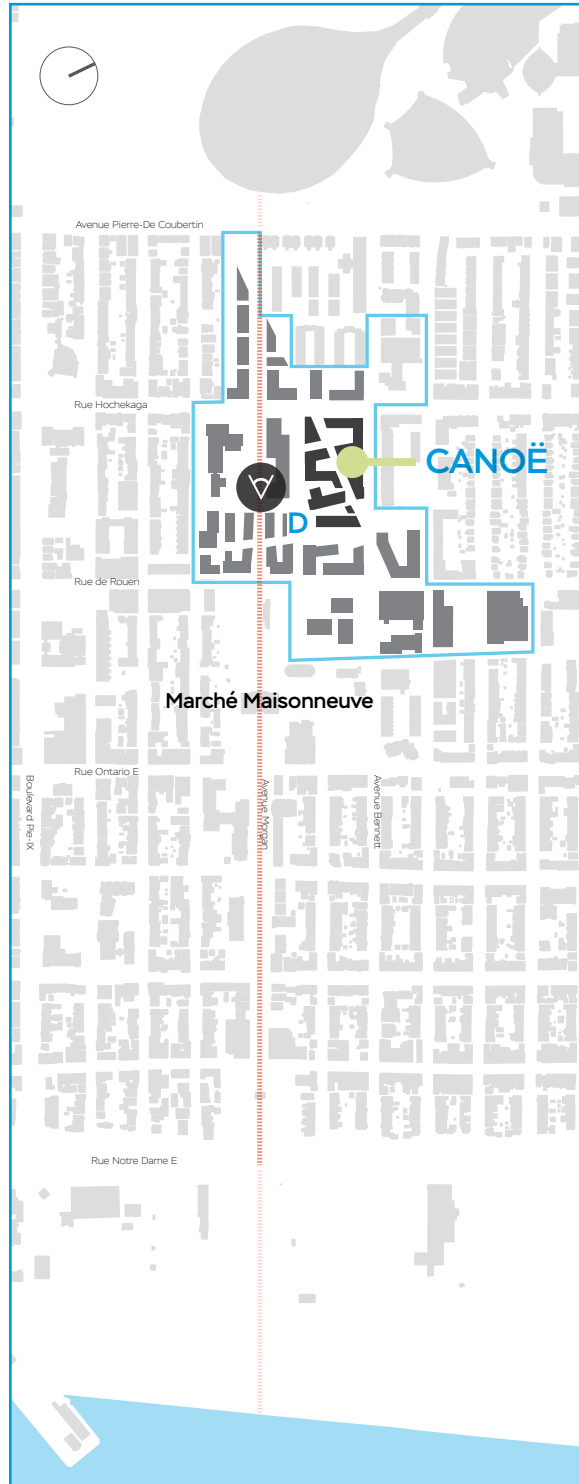 Avenue Pierre-De Coubertin
Rue Hochekaga
CANOË
D
Rue de Rouen
Marché Maisonneuve
Rue Ontario E
Boulevard Pie-IX
Avenue Morgan
Avenue Bennett
Rue Notre Dame E